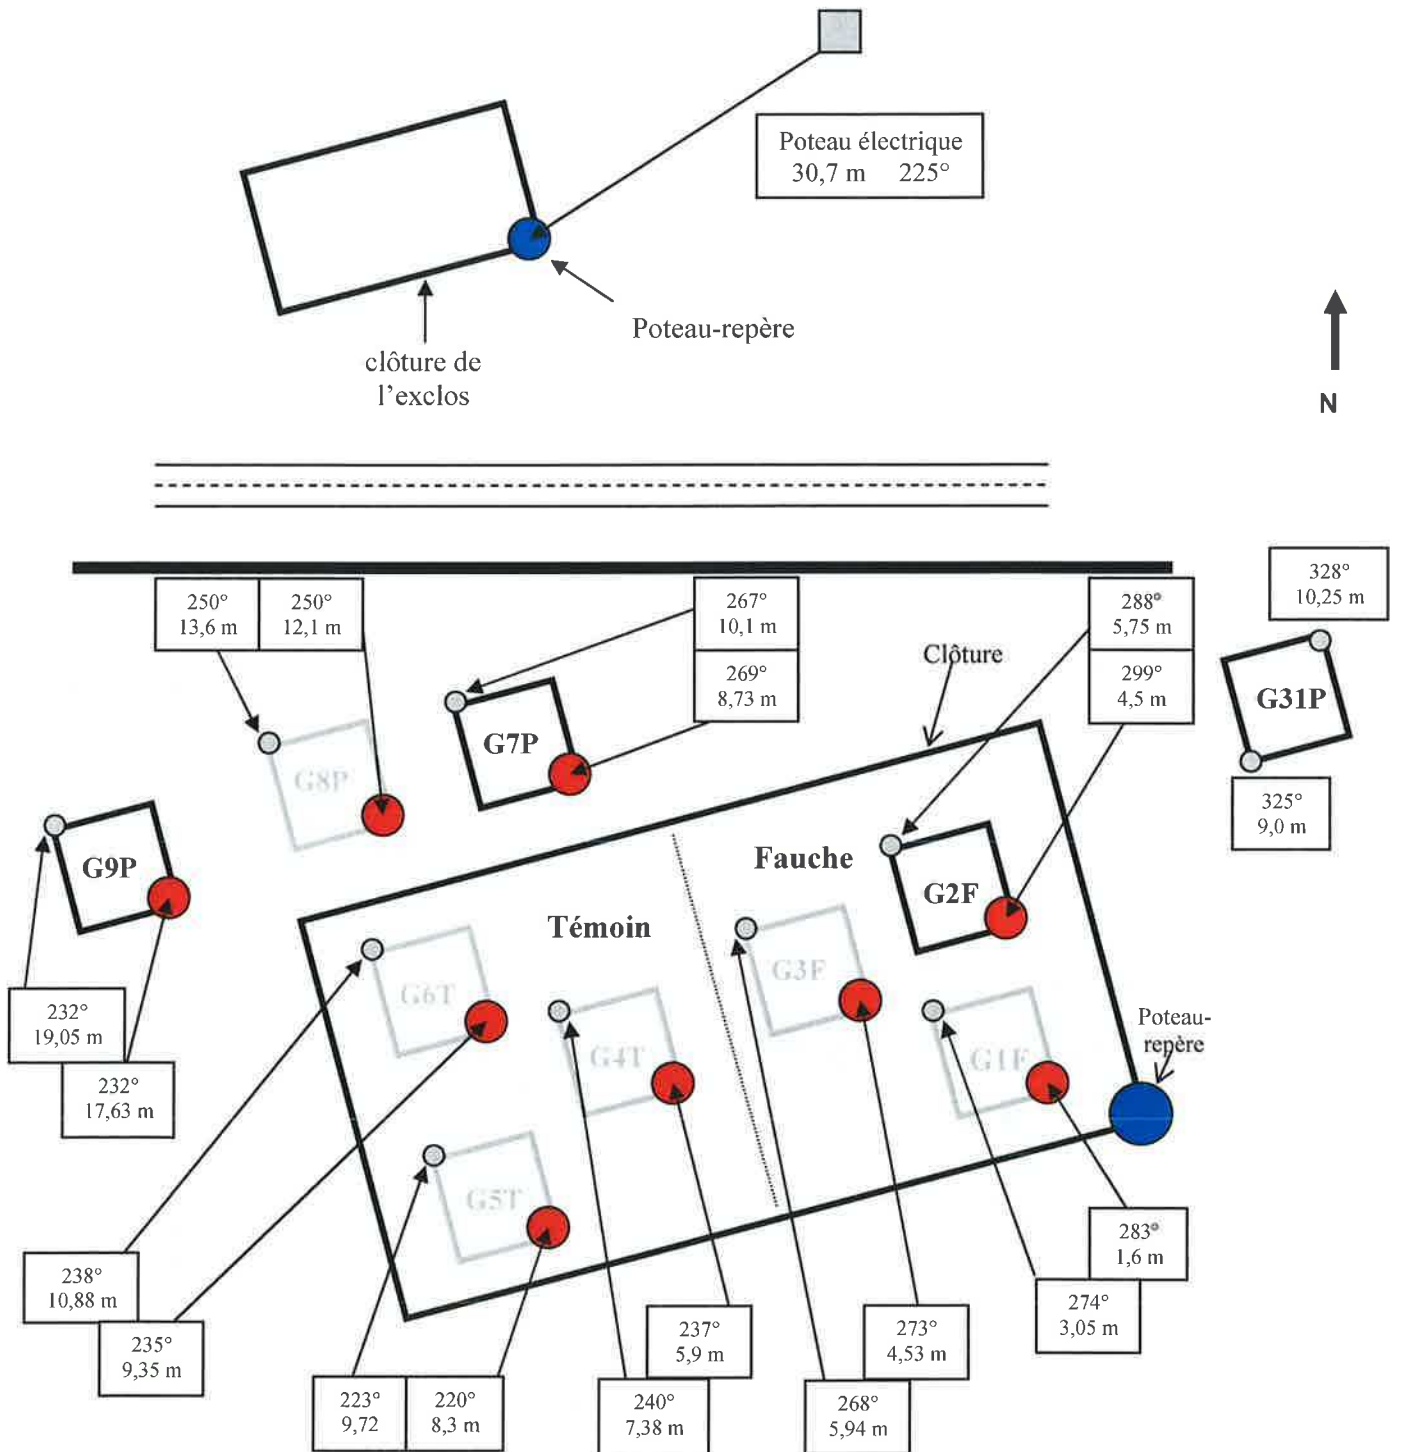 Poteau électrique
30,7 m 225°
Poteau-repère
clôture de
l'exclos
N
250°
13,6 m
250°
12,1 m
267°
10,1 m
269°
8,73 m
Clôture
288°
5,75 m
299°
4,5 m
328°
10,25 m
G31P
325°
9,0 m
G8P
G7P
G9P
Fauche
G2F
Témoin
G6T
G4T
G3F
G1F
Poteau-
repère
232°
19,05 m
232°
17,63 m
G5T
238°
10,88 m
235°
9,35 m
223°
9,72
220°
8,3 m
240°
7,38 m
237°
5,9 m
268°
5,94 m
273°
4,53 m
274°
3,05 m
283°
1,6 m